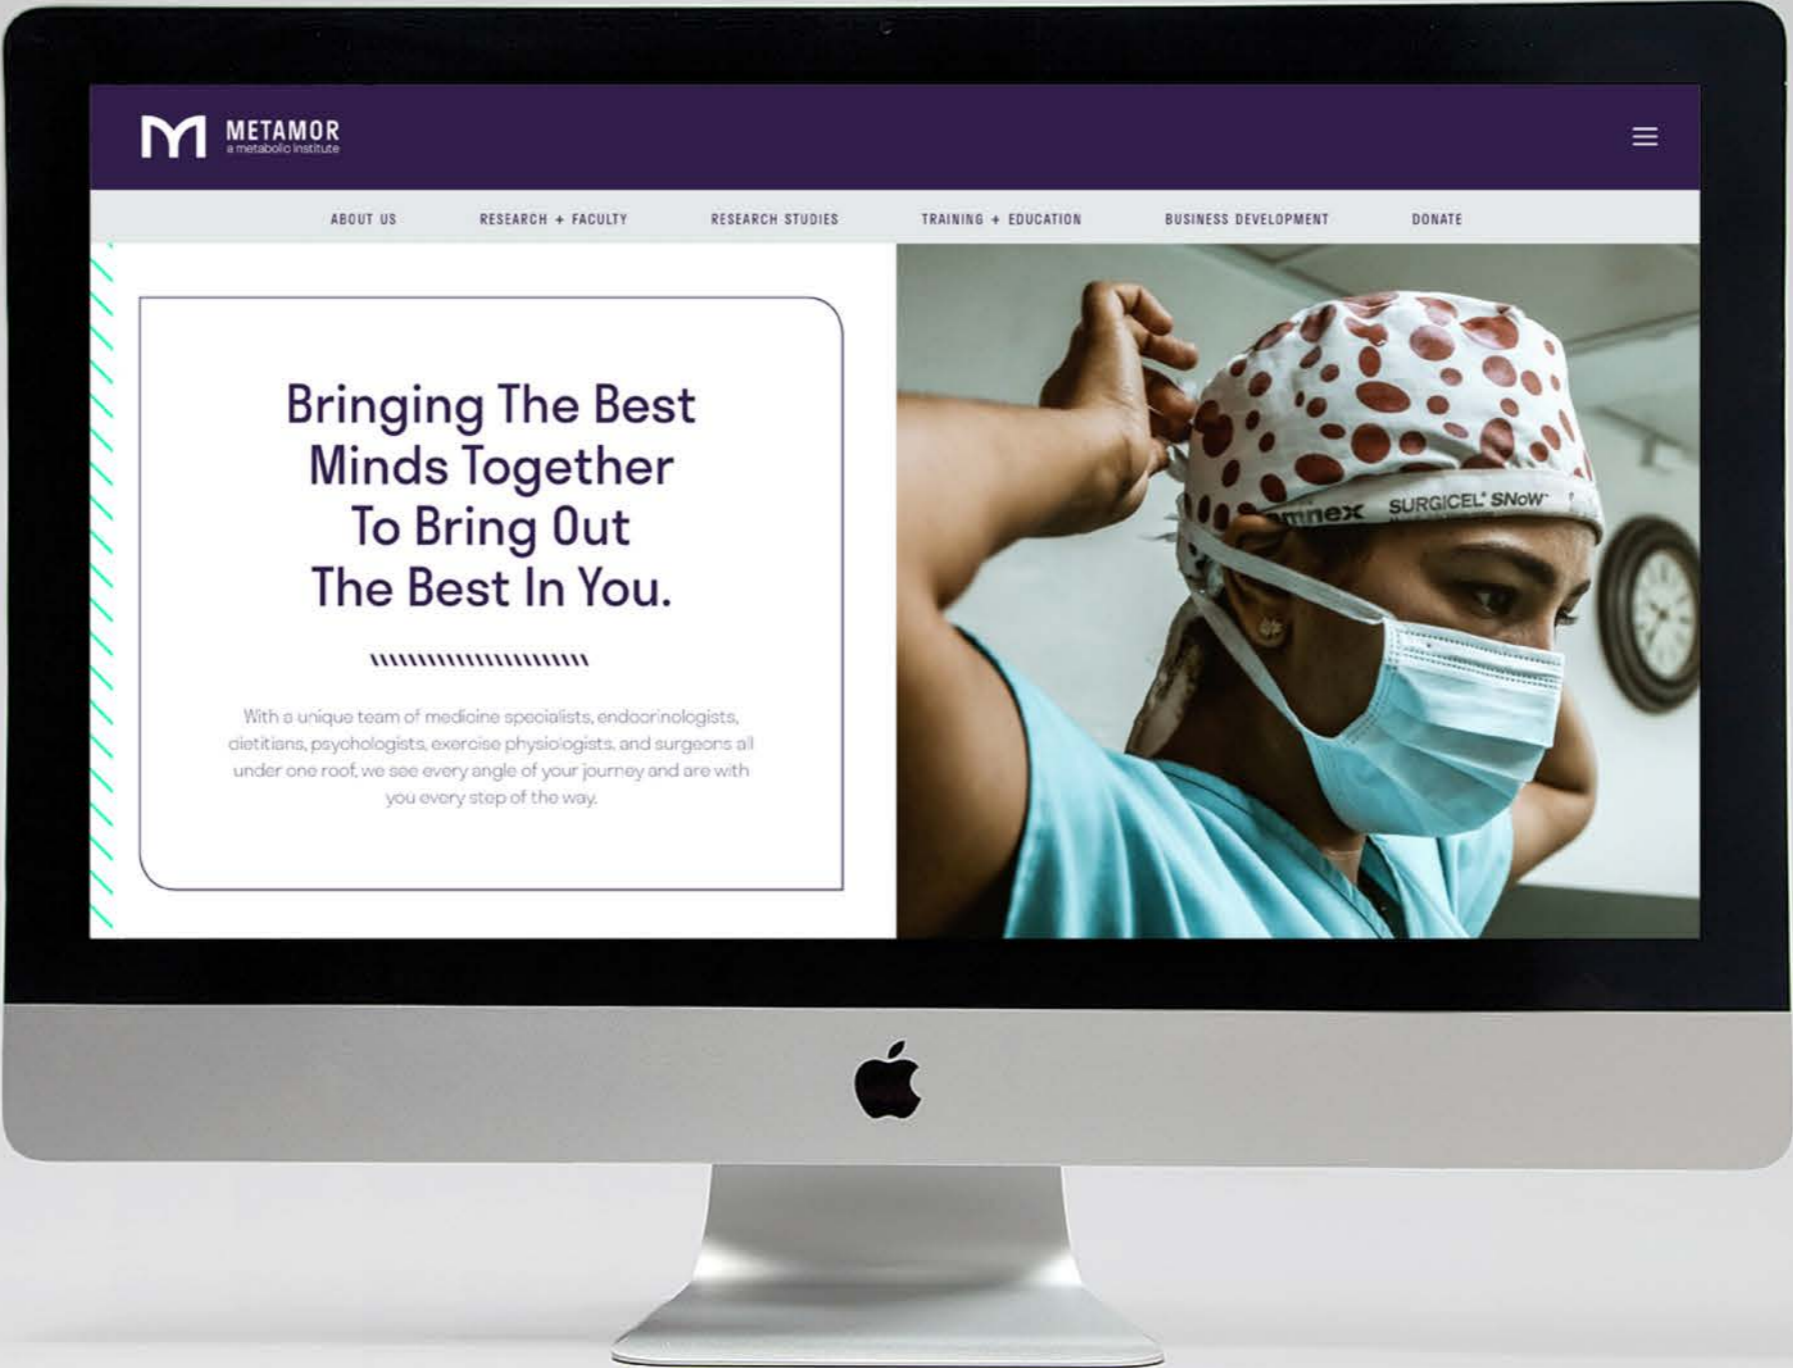 METAMOR
a metabolic institute
ABOUT US
RESEARCH + FACULTY
RESEARCH STUDIES
TRAINING + EDUCATION
BUSINESS DEVELOPMENT
DONATE
Bringing The Best
Minds Together
To Bring Out
The Best In You.
With a unique team of medicine specialists, endocrinologists,
dietitians, psychologists, exercise physiologists, and surgeons all
under one roof, we see every angle of your journey and are with
you every step of the way.
SURGICEL® SNoW™